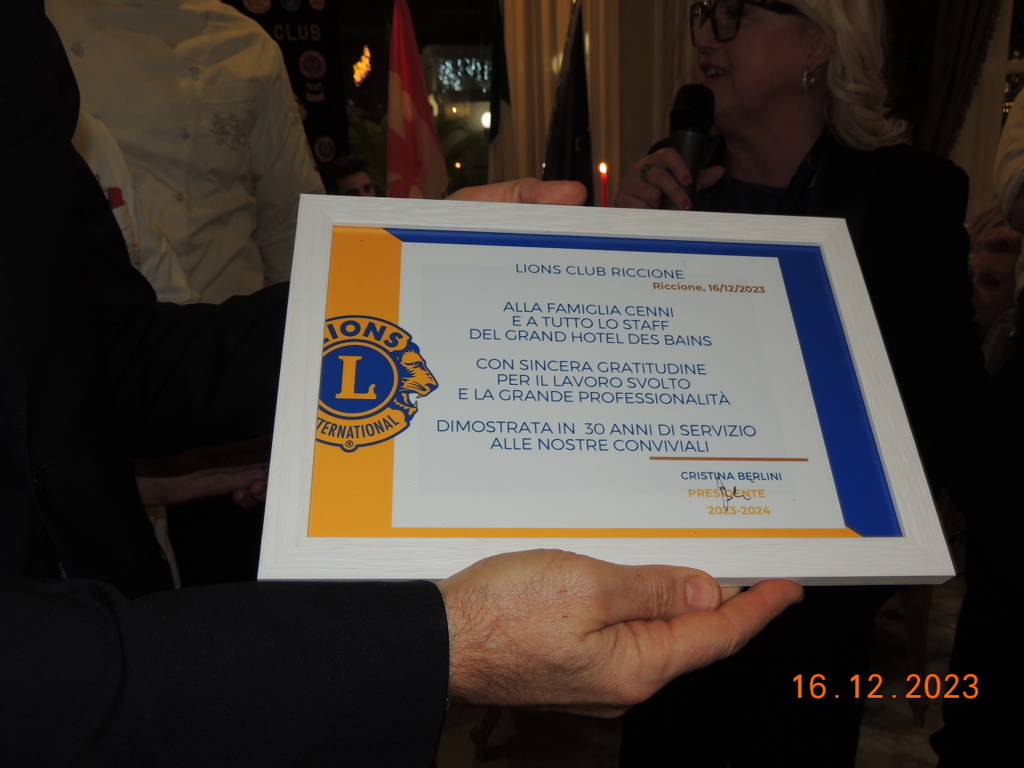 CLUB
LIONS CLUB RICCIONE
Riccione, 16/12/2023
ALLA FAMIGLIA CENNI
E A TUTTO LO STAFF
DEL GRAND HOTEL DES BAINS
CON SINCERA GRATITUDINE
PER IL LAVORO SVOLTO
E LA GRANDE PROFESSIONALITÀ
DIMOSTRATA IN 30 ANNI DI SERVIZIO
ALLE NOSTRE CONVIVIALI
CRISTINA BERLINI
PRESIDENTE
2023-2024
LIONS
L
TERNATIONAL
®
16.12.2023